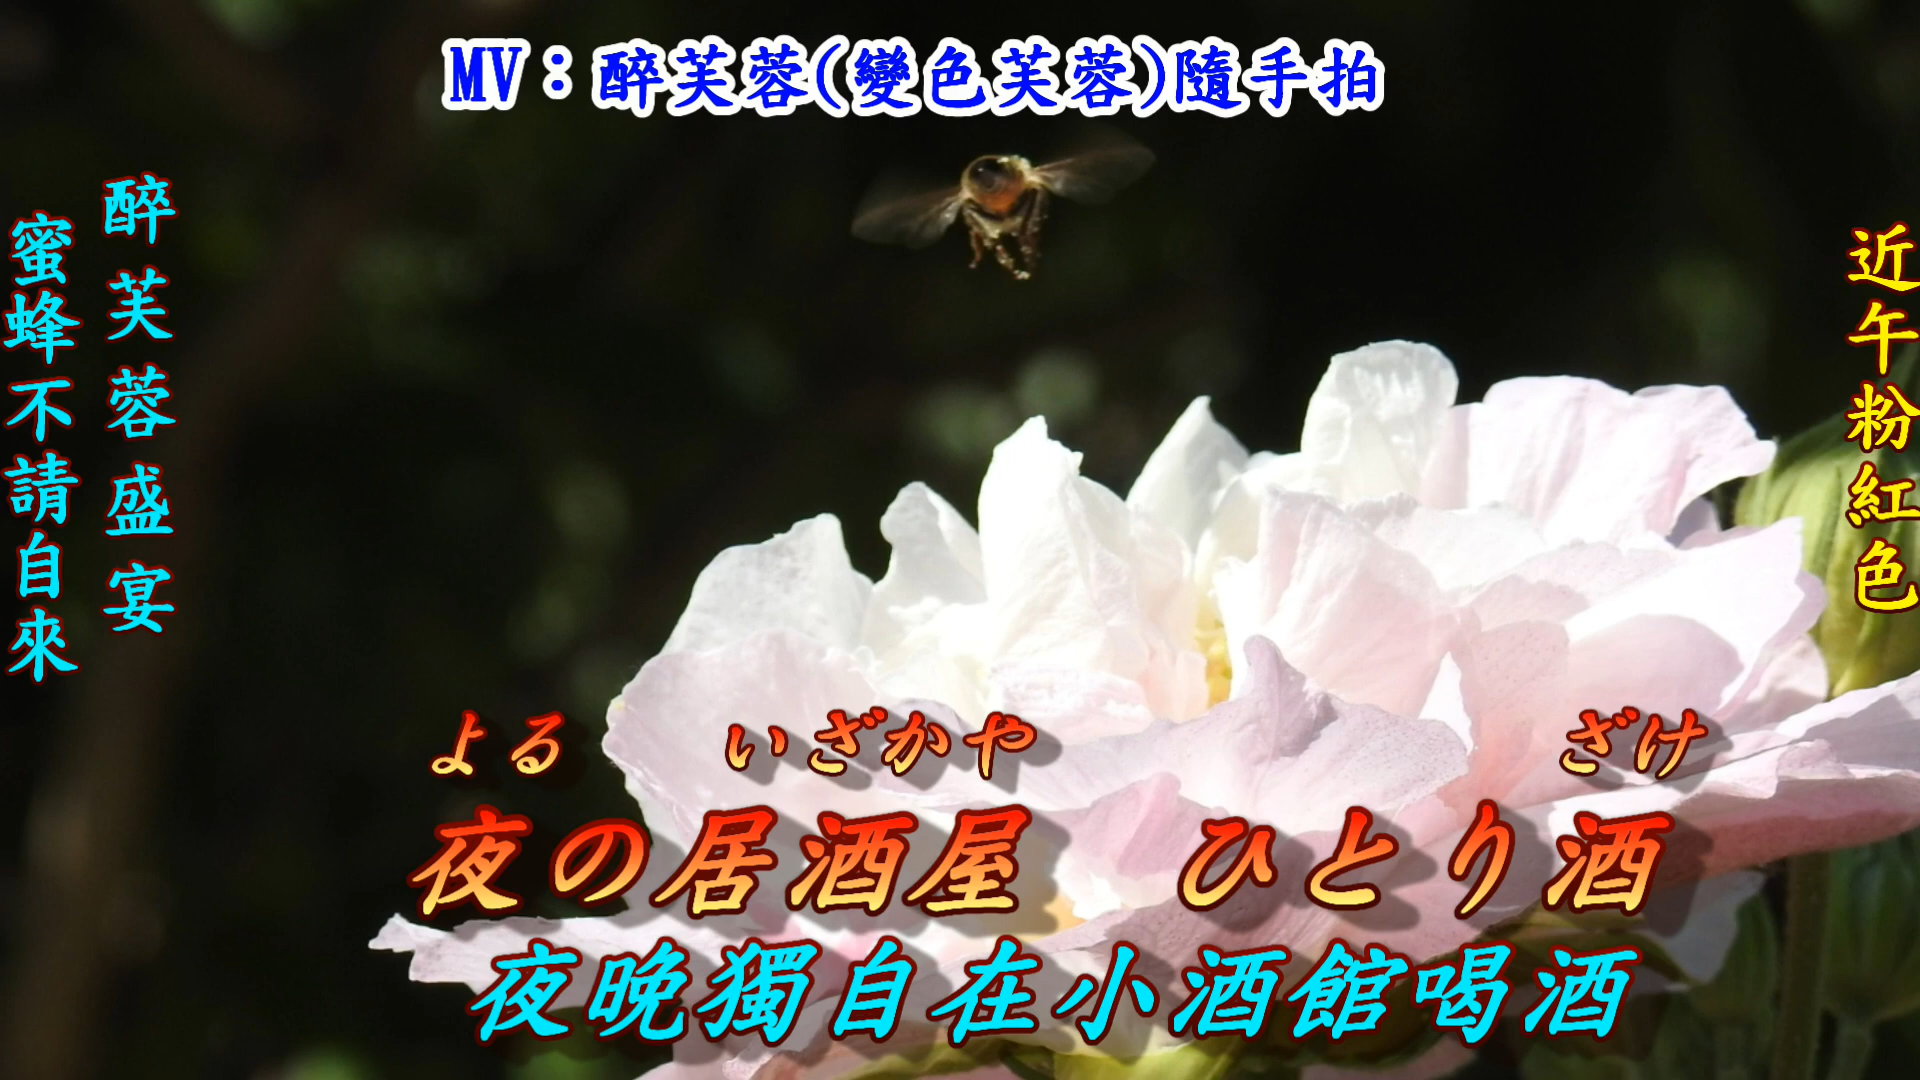 MV：醉芙蓉(變色芙蓉)隨手拍
醉芙蓉盛宴
蜜蜂不請自來
近午粉紅色
よる いざかや ざけ
夜の居酒屋 ひとり酒
夜晚獨自在小酒館喝酒